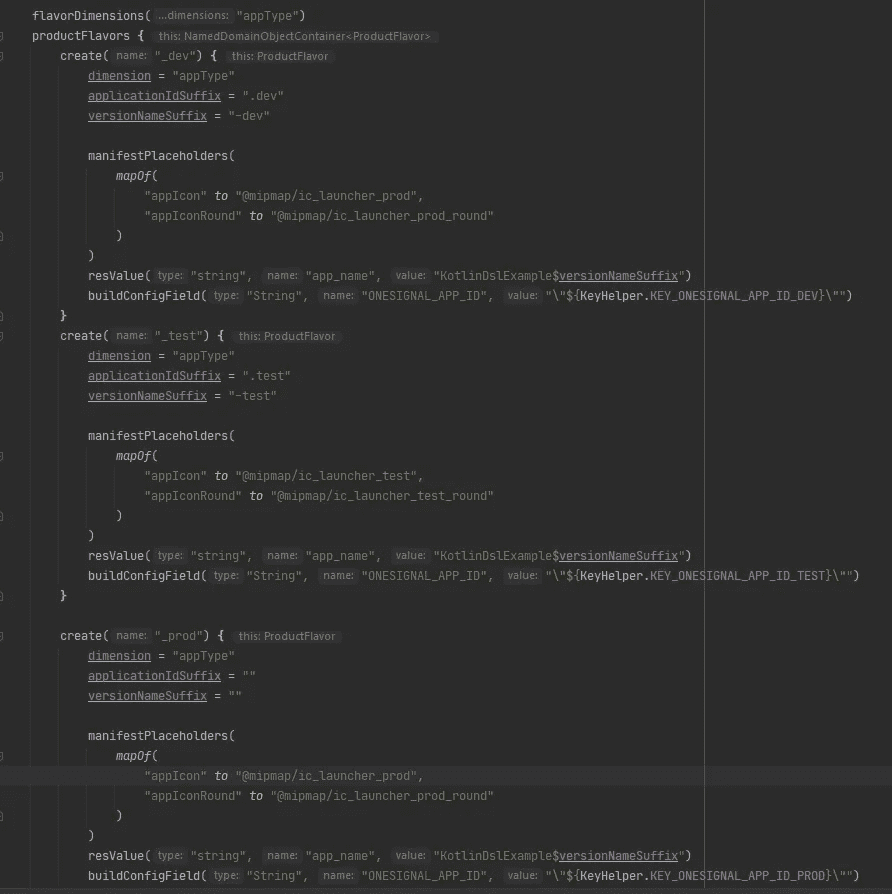 flavorDimensions( ...dimensions: "appType")
productFlavors { this: NamedDomainObjectContainer<ProductFlavor>
create( name: "_dev") { this: ProductFlavor
dimension = "appType"
applicationIdSuffix = ".dev"
versionNameSuffix = "-dev"
manifestPlaceholders(
mapOf(
"appIcon" to "@mipmap/ic_launcher_prod",
"appIconRound" to "@mipmap/ic_launcher_prod_round"
)
)
resValue( type: "string", name: "app_name", value: "KotlinDslExample$versionNameSuffix")
buildConfigField( type: "String", name: "ONESIGNAL_APP_ID", value: "\"${KeyHelper.KEY_ONESIGNAL_APP_ID_DEV}\"")
}
create( name: "_test") { this: ProductFlavor
dimension = "appType"
applicationIdSuffix = ".test"
versionNameSuffix = "-test"
manifestPlaceholders(
mapOf(
"appIcon" to "@mipmap/ic_launcher_test",
"appIconRound" to "@mipmap/ic_launcher_test_round"
)
)
resValue( type: "string", name: "app_name", value: "KotlinDslExample$versionNameSuffix")
buildConfigField( type: "String", name: "ONESIGNAL_APP_ID", value: "\"${KeyHelper.KEY_ONESIGNAL_APP_ID_TEST}\"")
}
create( name: "_prod") { this: ProductFlavor
dimension = "appType"
applicationIdSuffix = ""
versionNameSuffix = ""
manifestPlaceholders(
mapOf(
"appIcon" to "@mipmap/ic_launcher_prod",
"appIconRound" to "@mipmap/ic_launcher_prod_round"
)
)
resValue( type: "string", name: "app_name", value: "KotlinDslExample$versionNameSuffix")
buildConfigField( type: "String", name: "ONESIGNAL_APP_ID", value: "\"${KeyHelper.KEY_ONESIGNAL_APP_ID_PROD}\"")